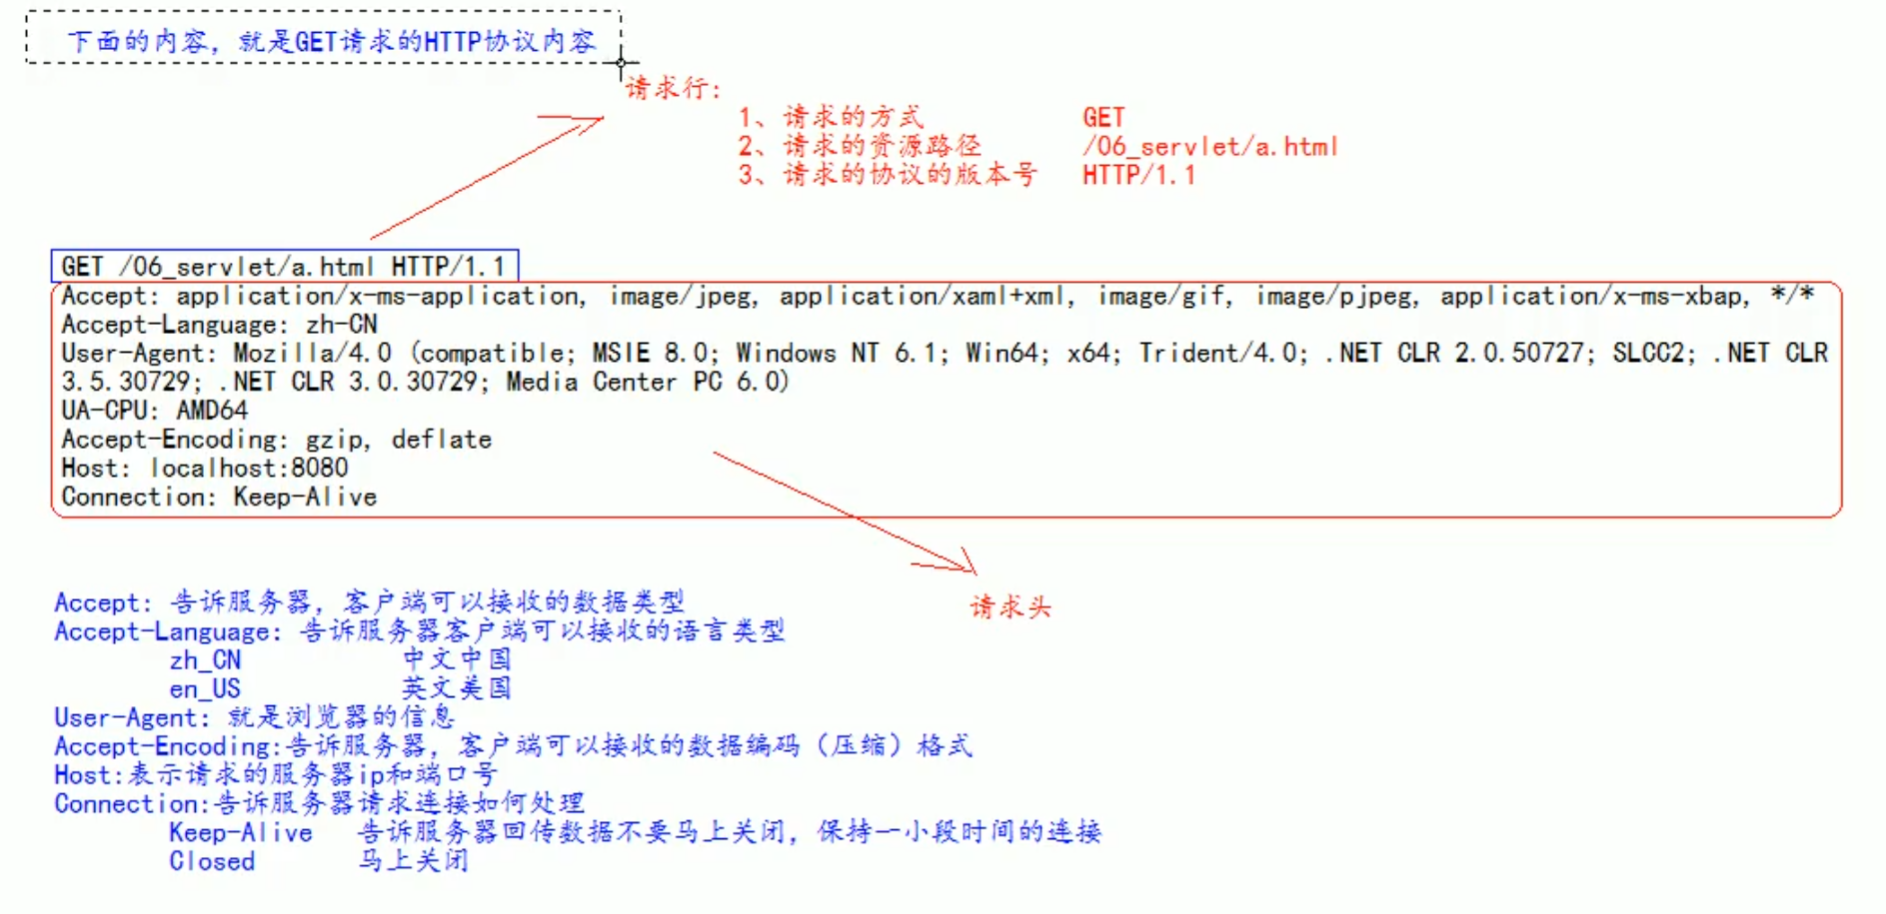 下面的内容，就是GET请求的HTTP协议内容
请求行：
1、请求的方式 GET
2、请求的资源路径 /06_servlet/a.html
3、请求的协议的版本号 HTTP/1.1
GET /06_servlet/a.html HTTP/1.1
Accept: application/x-ms-application, image/jpeg, application/xaml+xml, image/gif, image/pjpeg, application/x-ms-xbap, */*
Accept-Language: zh-CN
User-Agent: Mozilla/4.0 (compatible; MSIE 8.0; Windows NT 6.1; Win64; x64; Trident/4.0; .NET CLR 2.0.50727; SLCC2; .NET CLR
3.5.30729; .NET CLR 3.0.30729; Media Center PC 6.0)
UA-CPU: AMD64
Accept-Encoding: gzip, deflate
Host: localhost:8080
Connection: Keep-Alive
请求头
Accept: 告诉服务器，客户端可以接收的数据类型
Accept-Language: 告诉服务器客户端可以接收的语言类型
zh_CN 中文中国
en_US 英文美国
User-Agent: 就是浏览器的信息
Accept-Encoding:告诉服务器，客户端可以接收的数据编码（压缩）格式
Host:表示请求的服务器ip和端口号
Connection:告诉服务器请求连接如何处理
Keep-Alive 告诉服务器回传数据不要马上关闭，保持一小段时间的连接
Closed 马上关闭